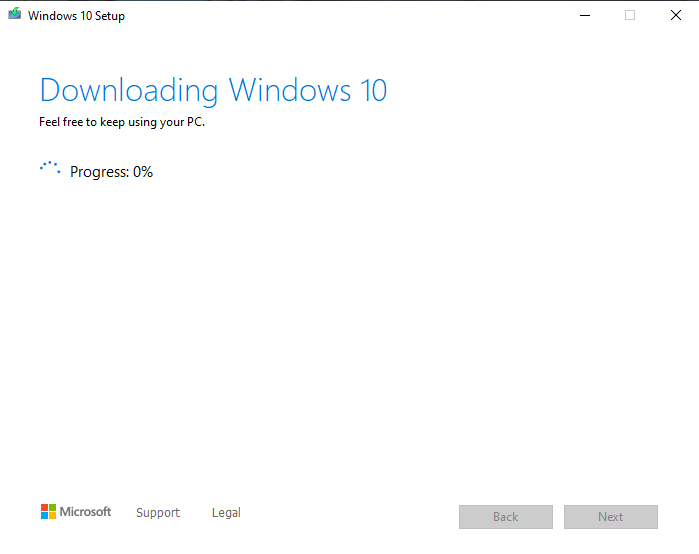 Windows 10 Setup
Downloading Windows 10
Feel free to keep using your PC.
Progress: 0%
Microsoft Support Legal
Back Next